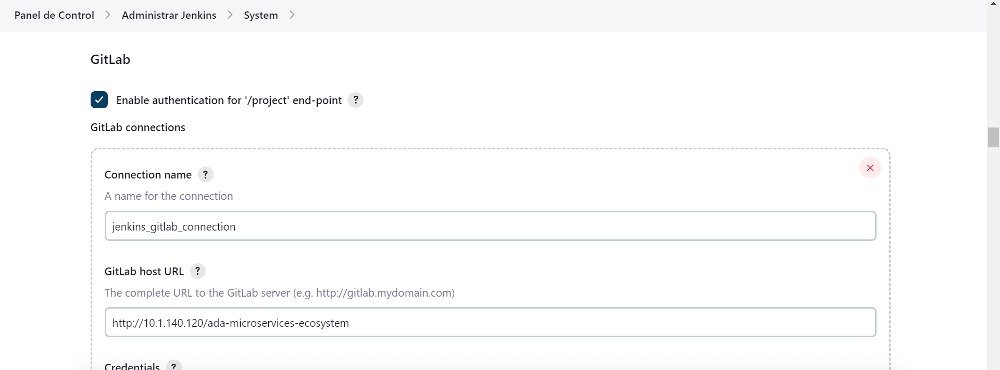 Panel de Control > Administrar Jenkins > System >
GitLab
Enable authentication for '/project' end-point ?
GitLab connections
Connection name ?
A name for the connection
jenkins_gitlab_connection
GitLab host URL ?
The complete URL to the GitLab server (e.g. http://gitlab.mydomain.com)
http://10.1.140.120/ada-microservices-ecosystem
Credentials ?